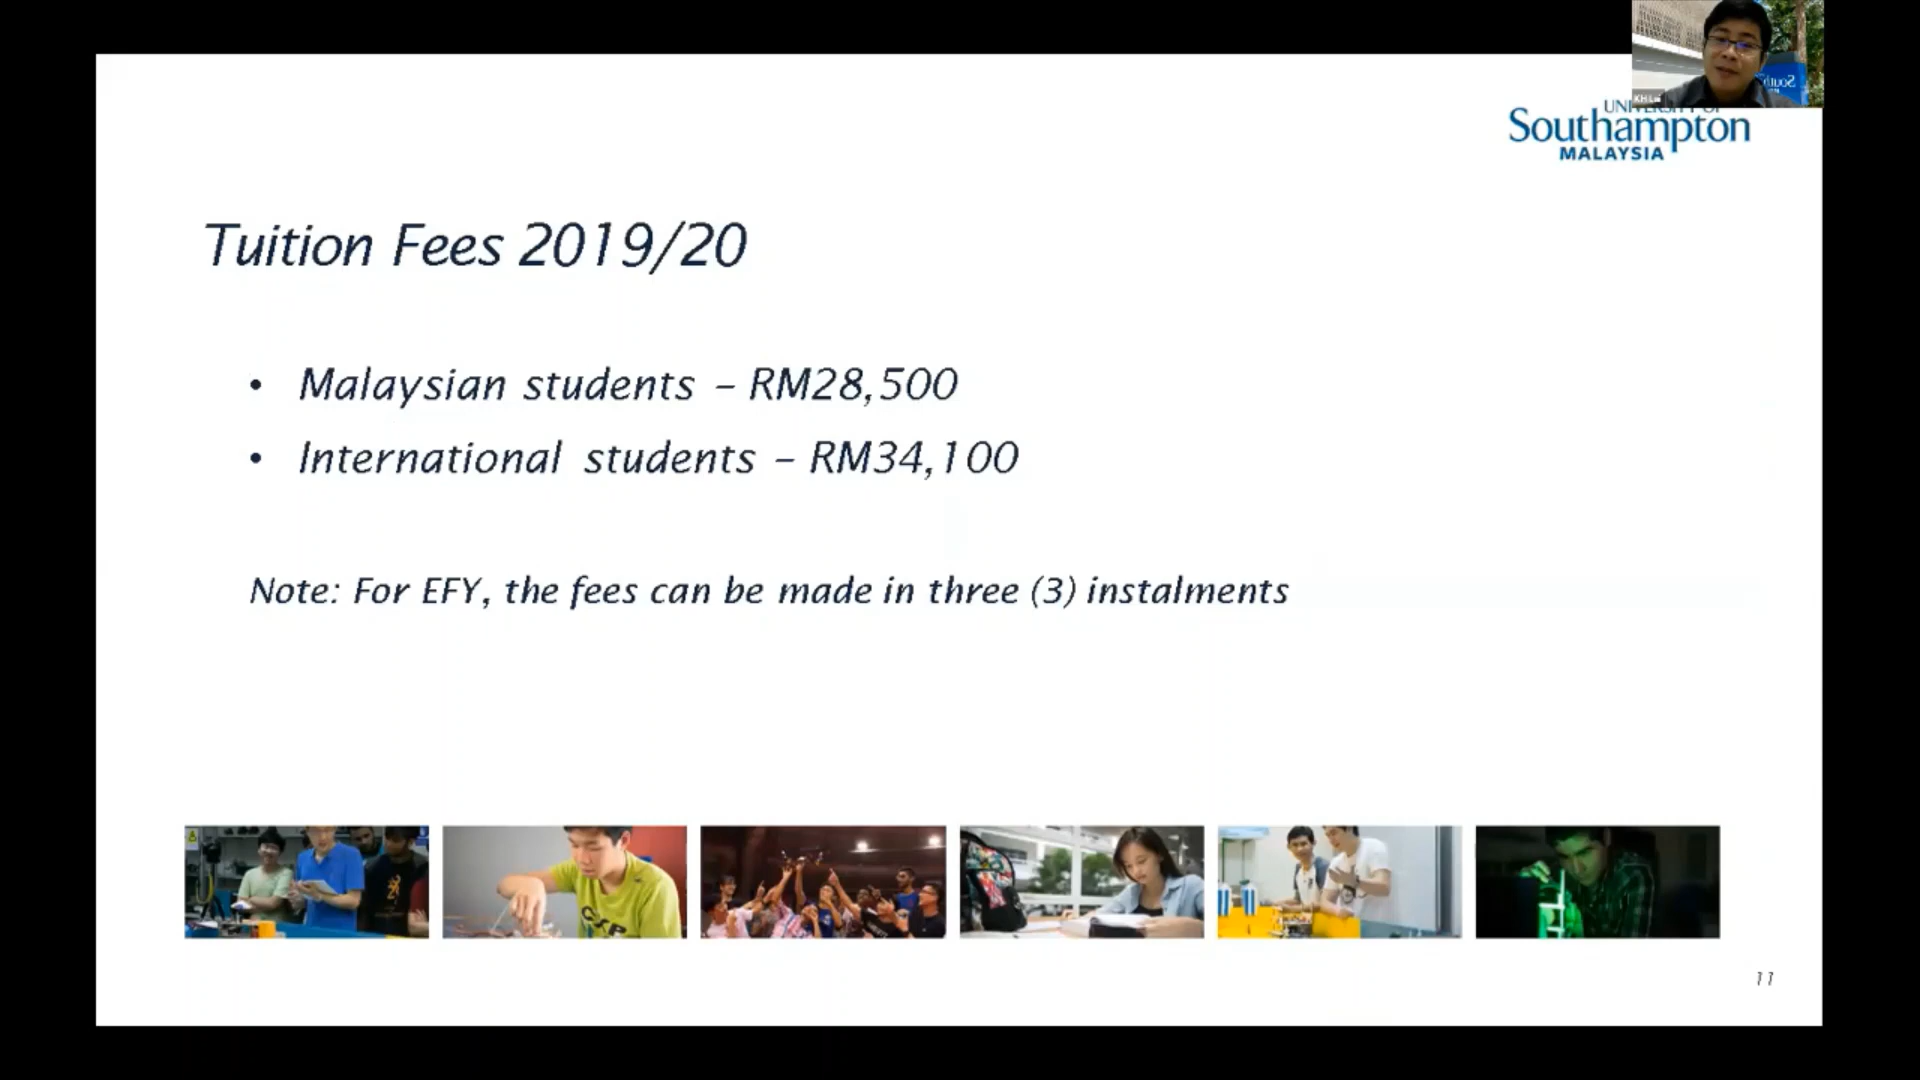 UNIVERSITY OF
Southampton
MALAYSIA
Tuition Fees 2019/20
• Malaysian students – RM28,500
• International students – RM34,100
Note: For EFY, the fees can be made in three (3) instalments
11